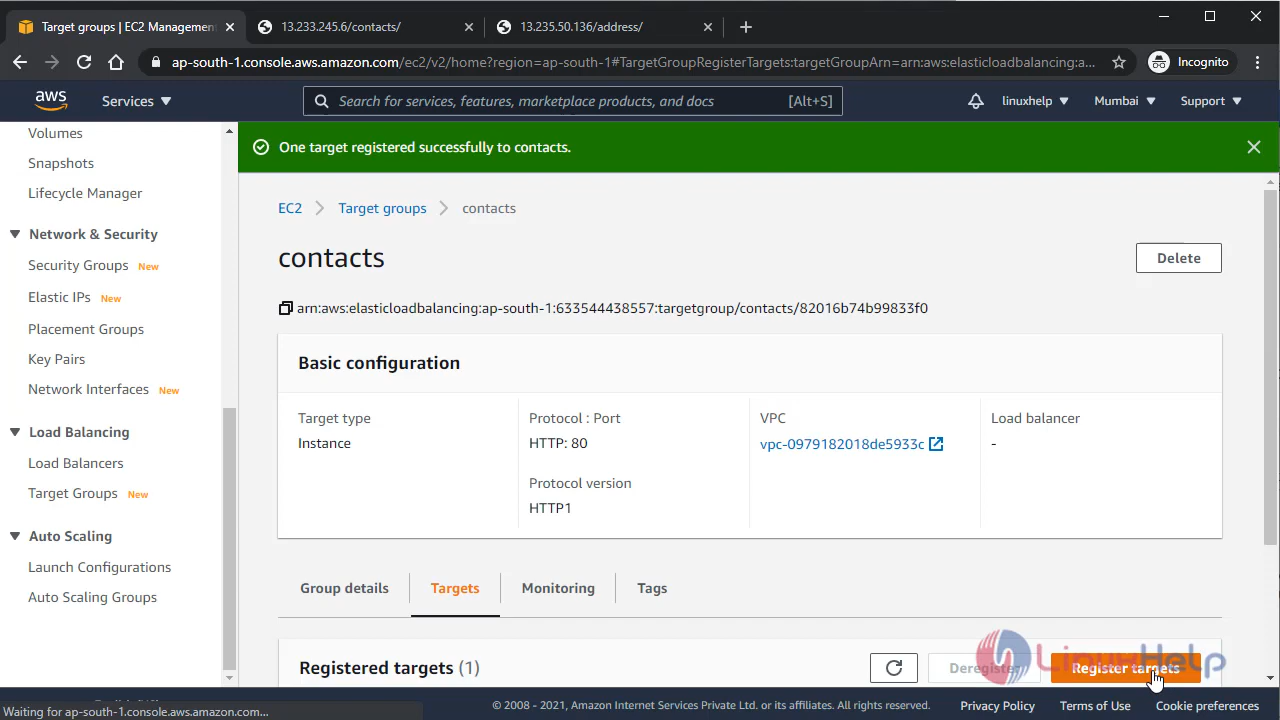 Target groups | EC2 Managemen
13.233.245.6/contacts/
13.235.50.136/address/
ap-south-1.console.aws.amazon.com/ec2/v2/home?region=ap-south-1#TargetGroupRegisterTargets:targetGroupArn=arn:aws:elasticloadbalancing:a...
Incognito
aws
Services
Search for services, features, marketplace products, and docs
[Alt+S]
linuxhelp
Mumbai
Support
Volumes
Snapshots
Lifecycle Manager
Network & Security
Security Groups New
Elastic IPs New
Placement Groups
Key Pairs
Network Interfaces New
Load Balancing
Load Balancers
Target Groups New
Auto Scaling
Launch Configurations
Auto Scaling Groups
One target registered successfully to contacts.
EC2
Target groups
contacts
contacts
Delete
arn:aws:elasticloadbalancing:ap-south-1:633544438557:targetgroup/contacts/82016b74b99833f0
Basic configuration
Target type
Instance
Protocol : Port
HTTP: 80
Protocol version
HTTP1
VPC
vpc-0979182018de5933c
Load balancer
-
Group details
Targets
Monitoring
Tags
Registered targets (1)
Deregister
Register targets
LinuxHelp
Waiting for ap-south-1.console.aws.amazon.com...
© 2008 - 2021, Amazon Internet Services Private Ltd. or its affiliates. All rights reserved.
Privacy Policy
Terms of Use
Cookie preferences